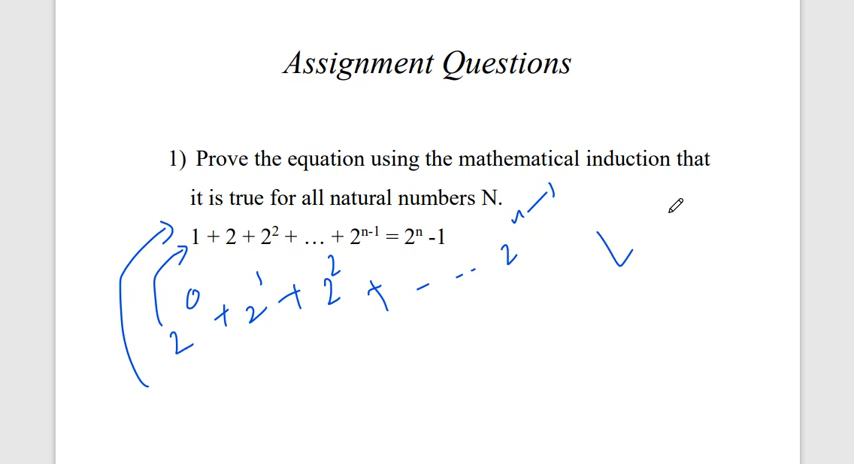 Assignment Questions
1) Prove the equation using the mathematical induction that
it is true for all natural numbers N.
1 + 2 + 2² + … + 2ⁿ⁻¹ = 2ⁿ -1
2⁰ + 2¹ + 2² + - -- 2ⁿ⁻¹